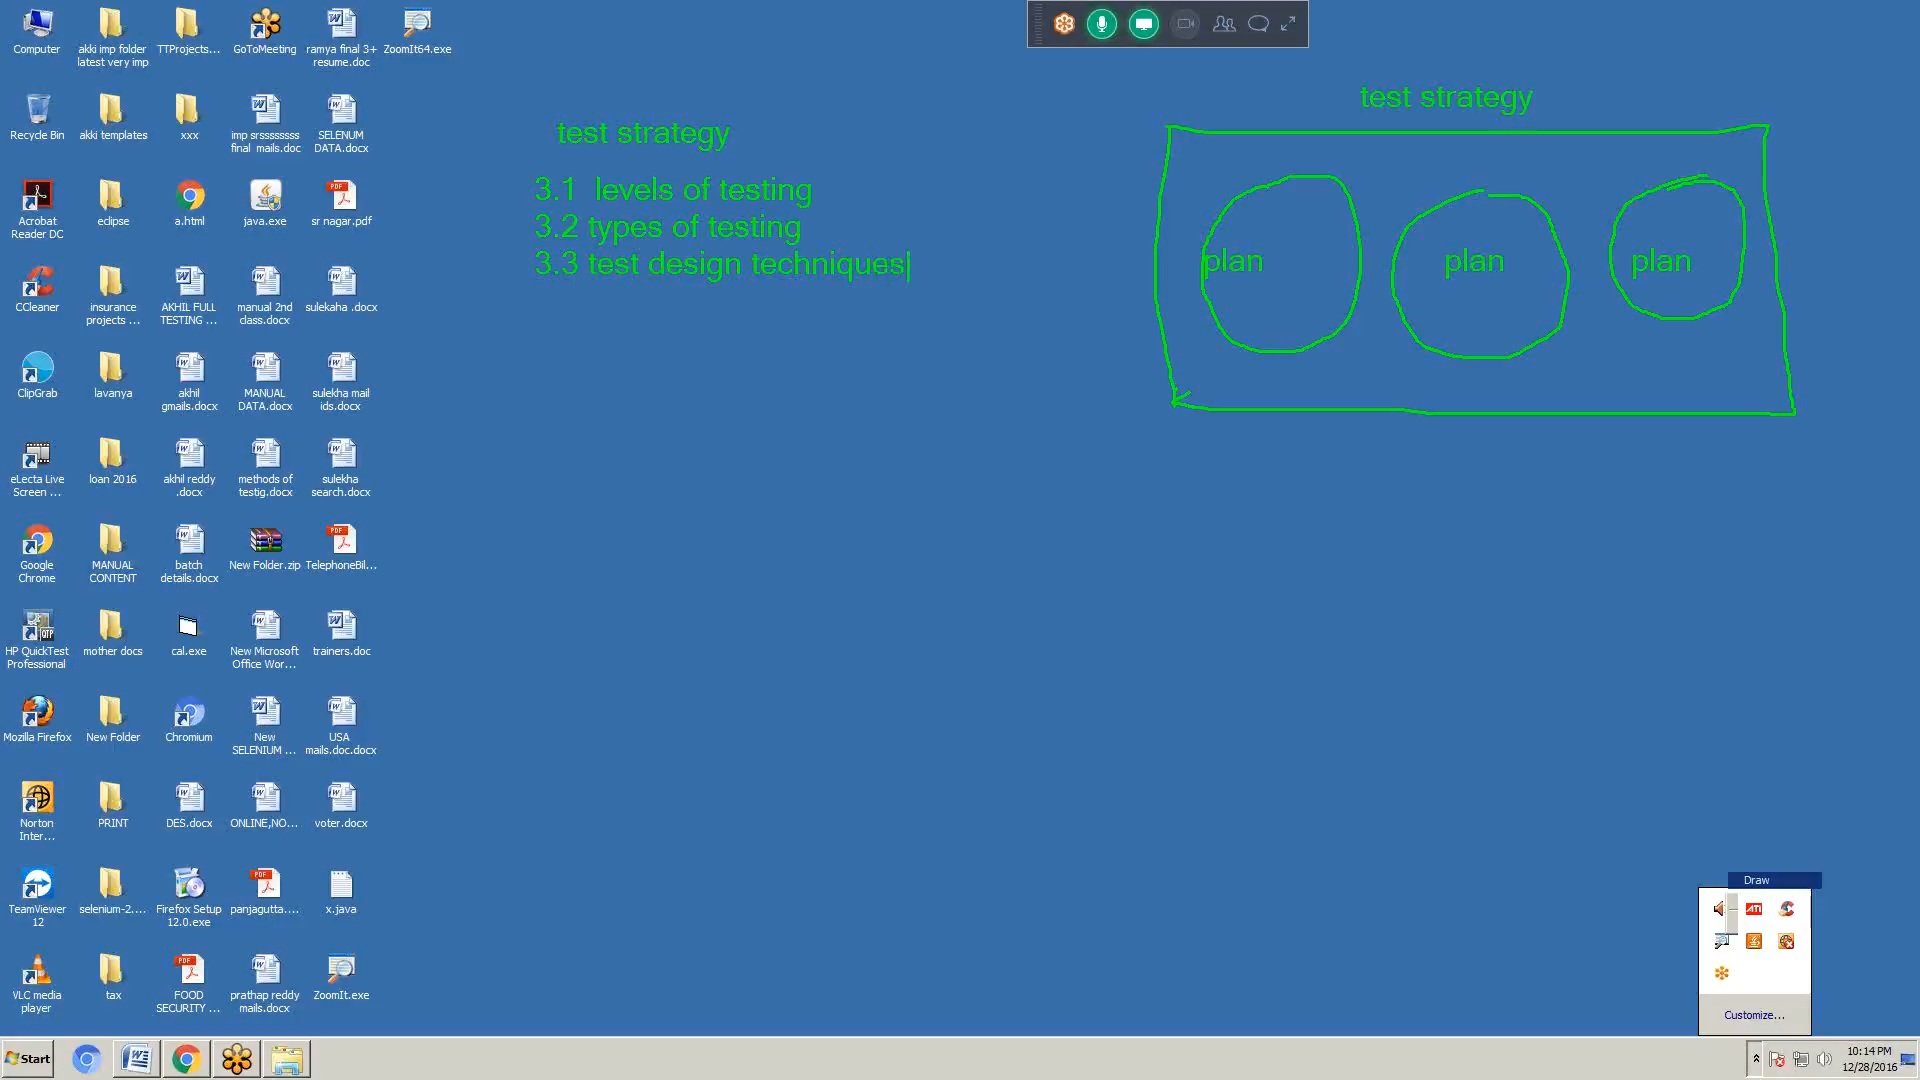 Computer
akki imp folder
latest very imp
TTProjects...
GoToMeeting
ramya final 3+
resume.doc
ZoomIt64.exe
test strategy
test strategy
Recycle Bin
akki templates
xxx
imp srsssssssss
final mails.doc
SELENUM
DATA.docx
3.1 levels of testing
3.2 types of testing
3.3 test design techniques
plan
plan
plan
Acrobat
Reader DC
eclipse
a.html
java.exe
sr nagar.pdf
CCleaner
insurance
projects ...
AKHIL FULL
TESTING ...
manual 2nd
class.docx
sulekaha .docx
ClipGrab
lavanya
akhil
gmails.docx
MANUAL
DATA.docx
sulekha mail
ids.docx
eLecta Live
Screen ...
loan 2016
akhil reddy
.docx
methods of
testig.docx
sulekha
search.docx
Google
Chrome
MANUAL
CONTENT
batch
details.docx
New Folder.zip
TelephoneBil...
HP QuickTest
Professional
mother docs
cal.exe
New Microsoft
Office Wor...
trainers.doc
Mozilla Firefox
New Folder
Chromium
New
SELENIUM ...
USA
mails.doc.docx
Norton
Inter...
PRINT
DES.docx
ONLINE,NO...
voter.docx
TeamViewer
12
selenium-2....
Firefox Setup
12.0.exe
panjagutta....
x.java
VLC media
player
tax
FOOD
SECURITY ...
prathap reddy
mails.docx
ZoomIt.exe
Draw
ATI
Customize...
Start
10:14 PM
12/28/2016